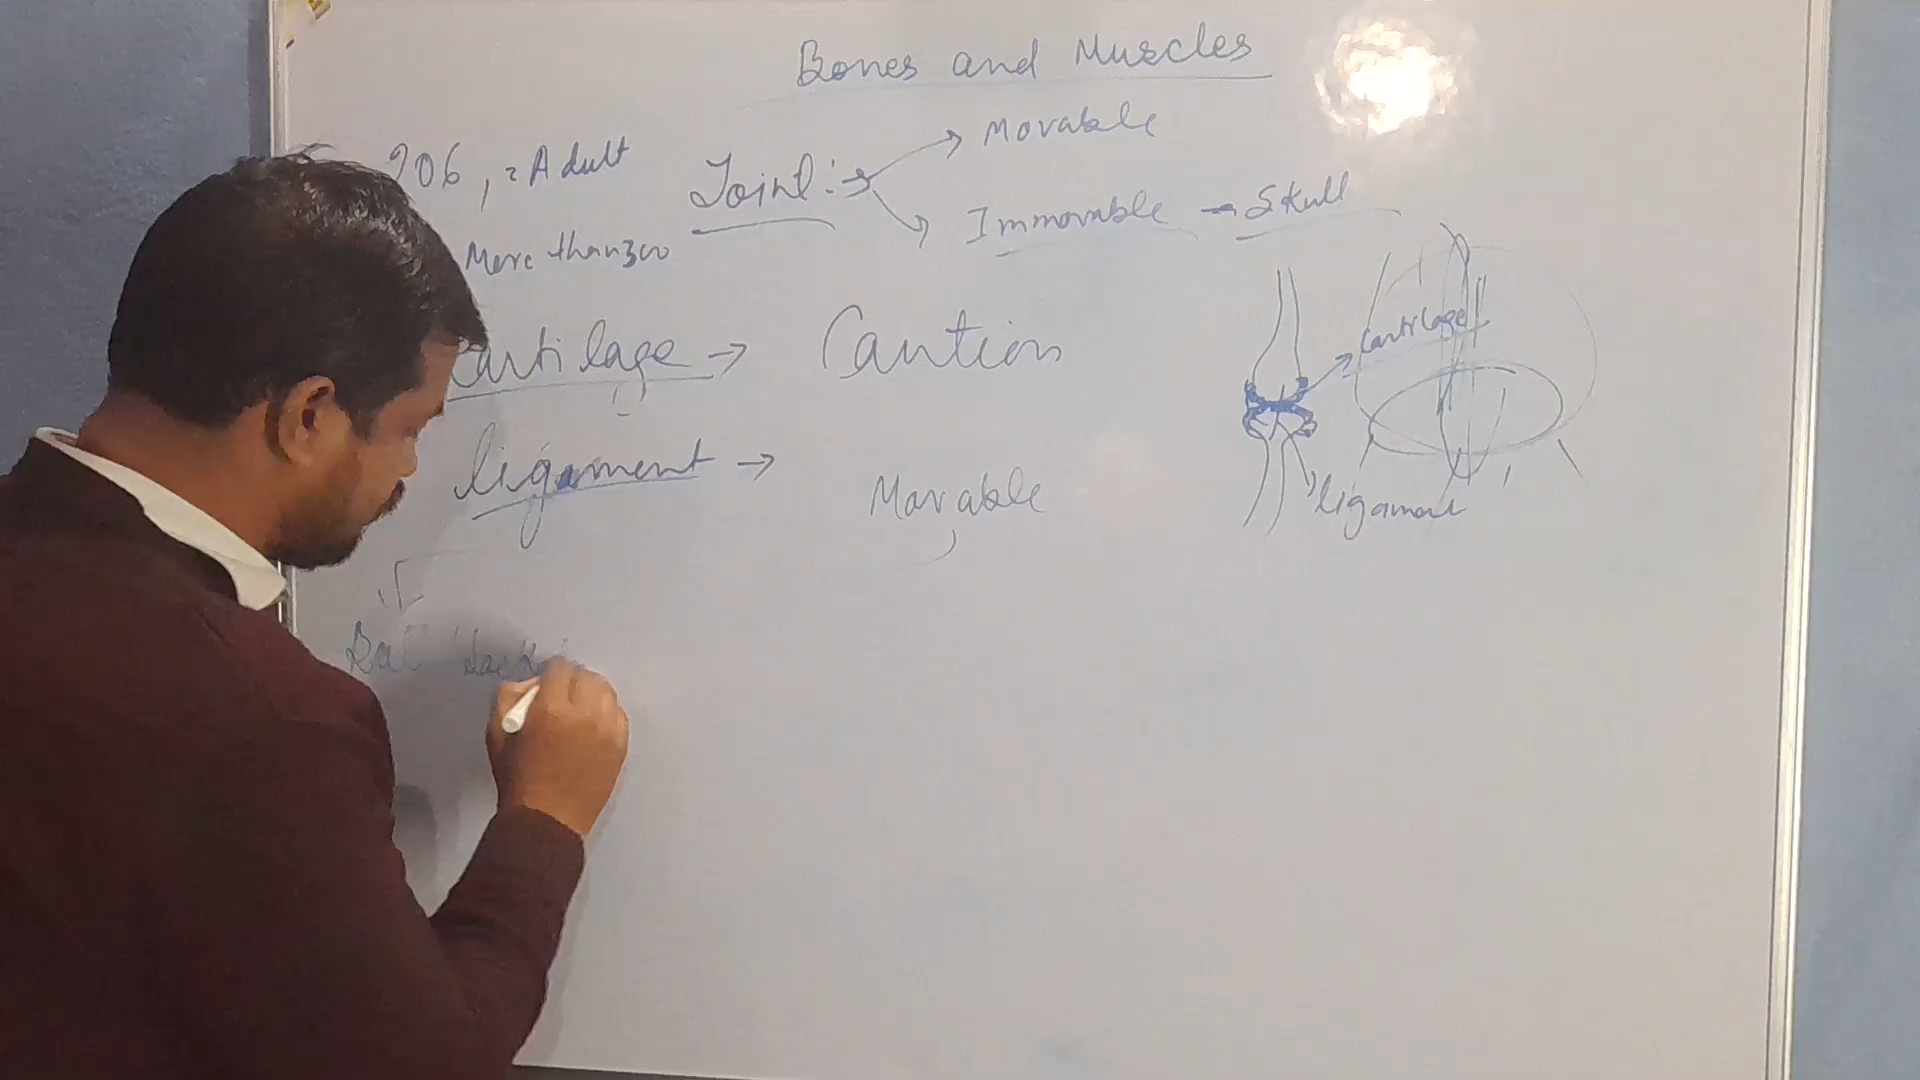 Bones and Muscles
206, = Adult
Joint :→ Movable
Immovable → Skull
More than 300
Cartilage → Caution
Cartilage
ligament →
Movable
ligament
Ball Socket